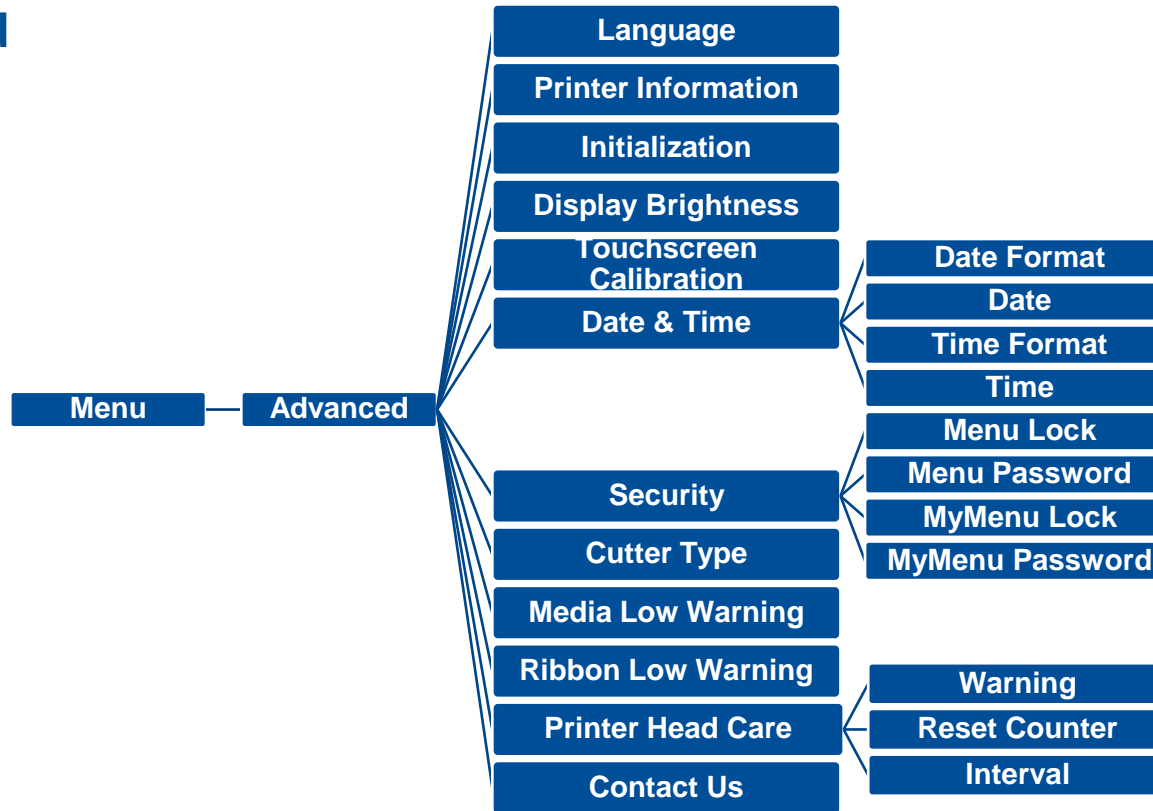 Menu
Advanced
Language
Printer Information
Initialization
Display Brightness
Touchscreen
Calibration
Date & Time
Date Format
Date
Time Format
Time
Security
Menu Lock
Menu Password
MyMenu Lock
MyMenu Password
Cutter Type
Media Low Warning
Ribbon Low Warning
Printer Head Care
Warning
Reset Counter
Interval
Contact Us